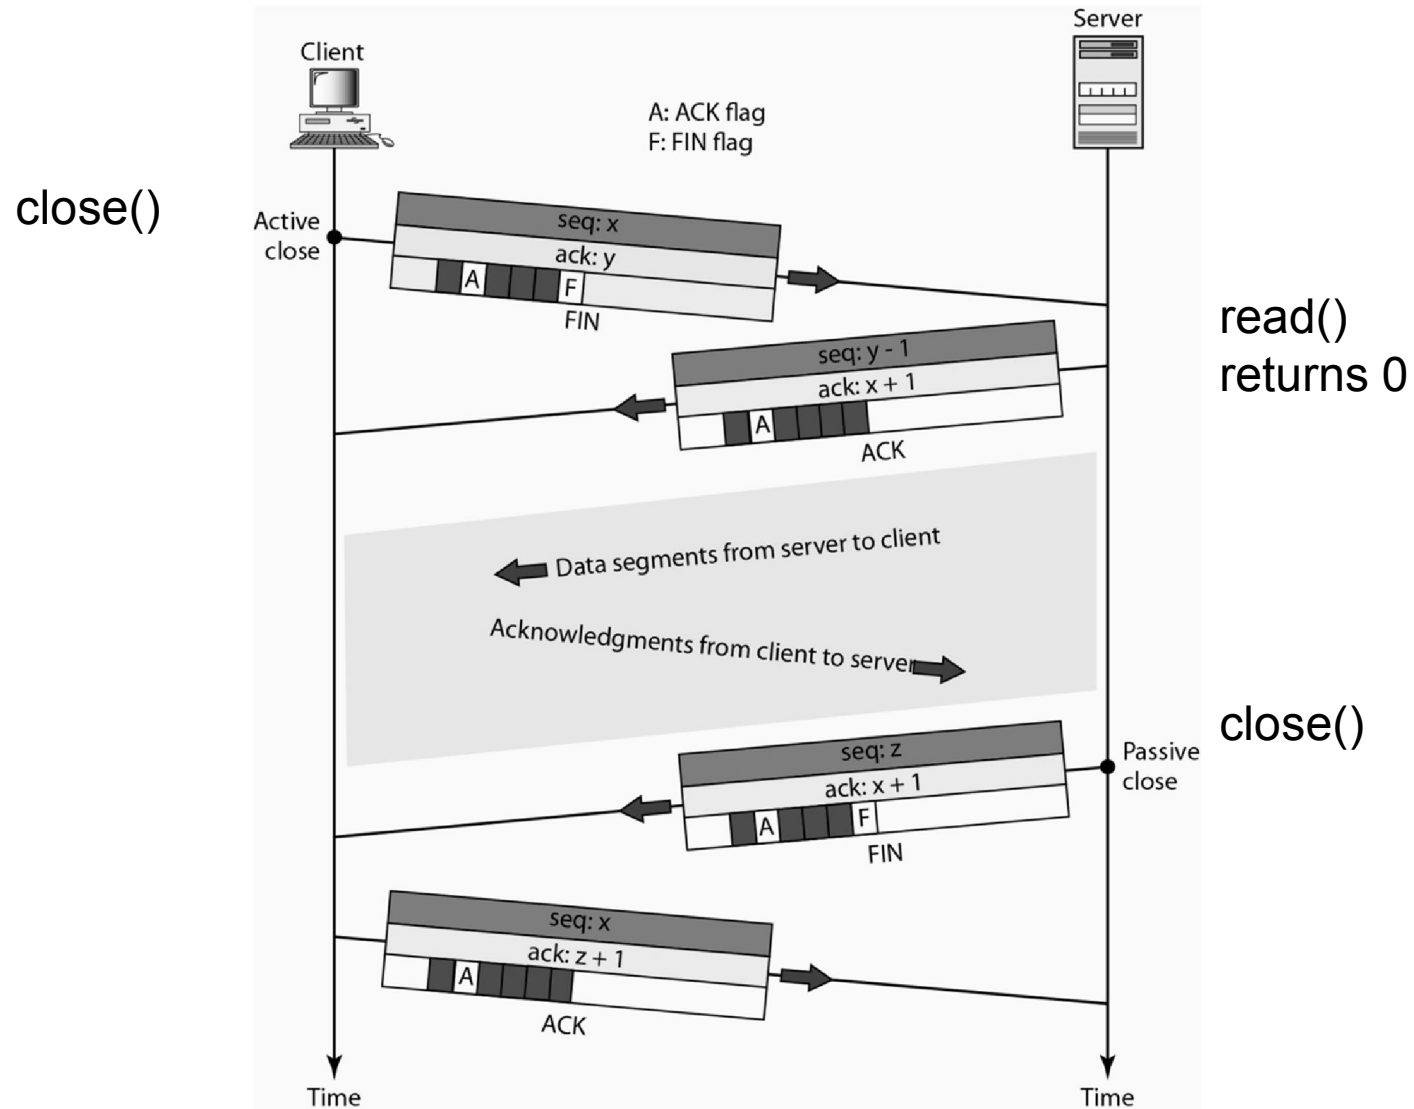 Server
Client
A: ACK flag
F: FIN flag
close()
Active
close
seq: x
ack: y
A
F
FIN
read()
returns 0
seq: y - 1
ack: x + 1
A
ACK
Data segments from server to client
Acknowledgments from client to server
close()
Passive
close
seq: z
ack: x + 1
A
F
FIN
seq: x
ack: z + 1
A
ACK
Time
Time